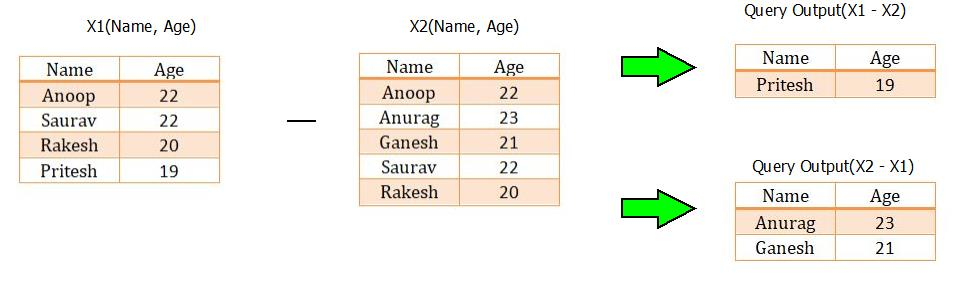 X1(Name, Age)
Name Age
Anoop 22
Saurav 22
Rakesh 20
Pritesh 19
—
X2(Name, Age)
Name Age
Anoop 22
Anurag 23
Ganesh 21
Saurav 22
Rakesh 20
Query Output(X1 - X2)
Name Age
Pritesh 19
Query Output(X2 - X1)
Name Age
Anurag 23
Ganesh 21